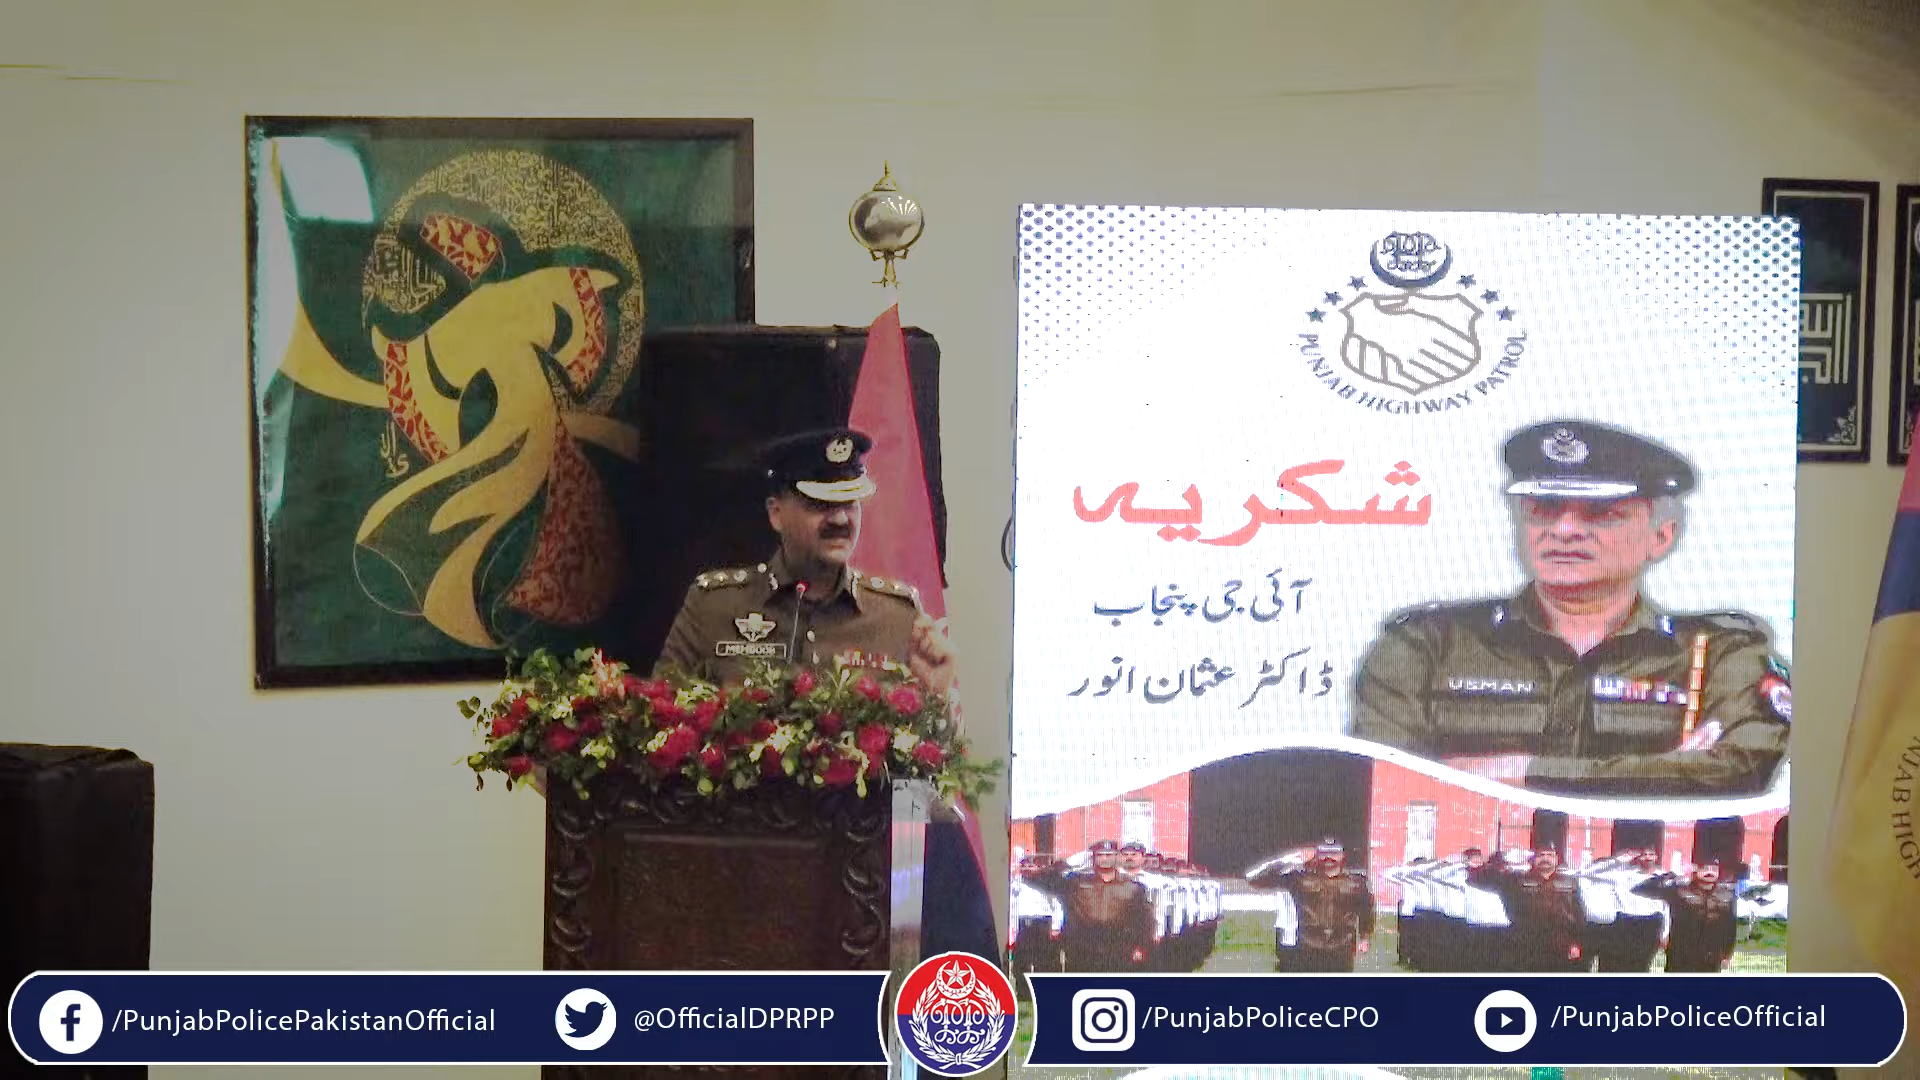 PUNJAB HIGHWAY PATROL
شکریہ
آئی جی پنجاب
ڈاکٹر عثمان انور
USMAN
MEHBOOB
/PunjabPolicePakistanOfficial
@OfficialDPRPP
/PunjabPoliceCPO
/PunjabPoliceOfficial